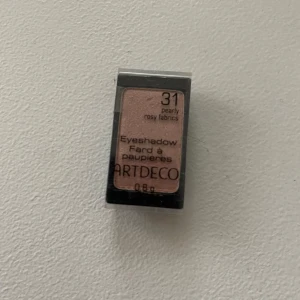 31
pearly
rosy fabrics
Eyeshadow
Fard à
paupières
ARTDECO
0.8g